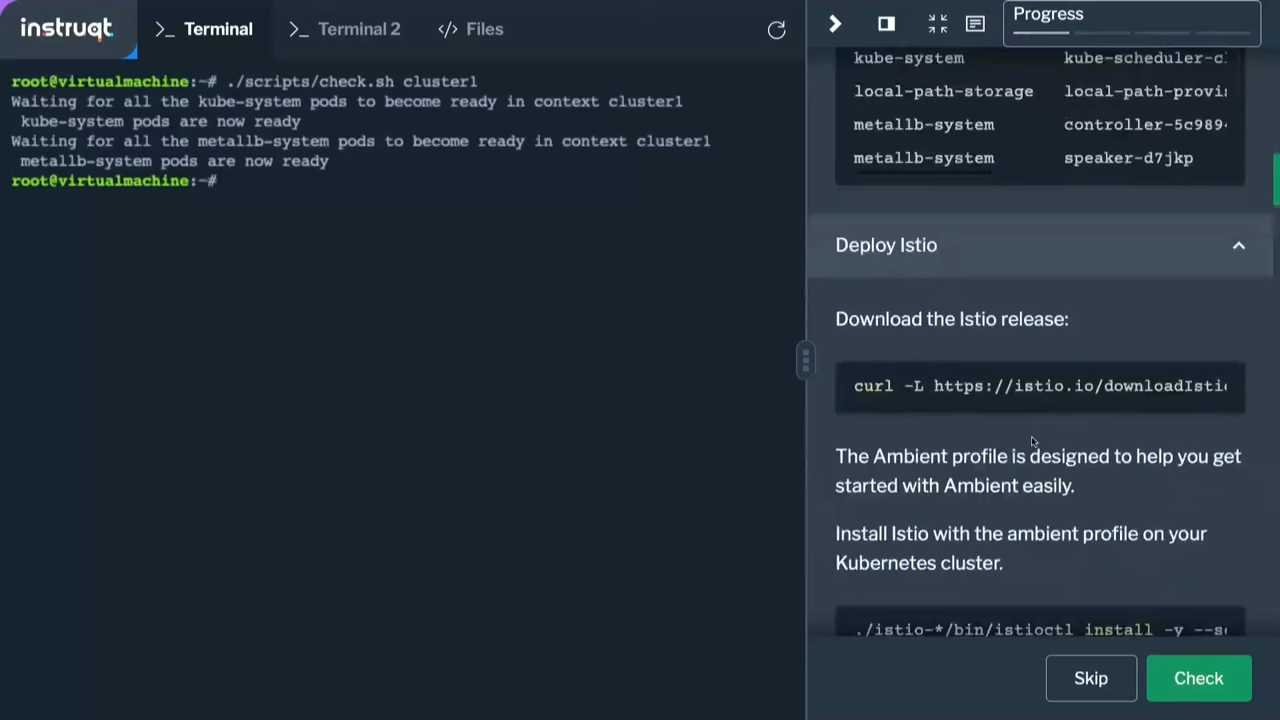 instruqt
>_ Terminal
>_ Terminal 2
</> Files
Progress
root@virtualmachine:~# ./scripts/check.sh cluster1
Waiting for all the kube-system pods to become ready in context cluster1
kube-system pods are now ready
Waiting for all the metallb-system pods to become ready in context cluster1
metallb-system pods are now ready
root@virtualmachine:~#
kube-system kube-scheduler-c
local-path-storage local-path-provis
metallb-system controller-5c989
metallb-system speaker-d7jkp
Deploy Istio
Download the Istio release:
curl -L https://istio.io/downloadIsti
The Ambient profile is designed to help you get
started with Ambient easily.
Install Istio with the ambient profile on your
Kubernetes cluster.
./istio-*/bin/istioctl install -y --s
Skip
Check